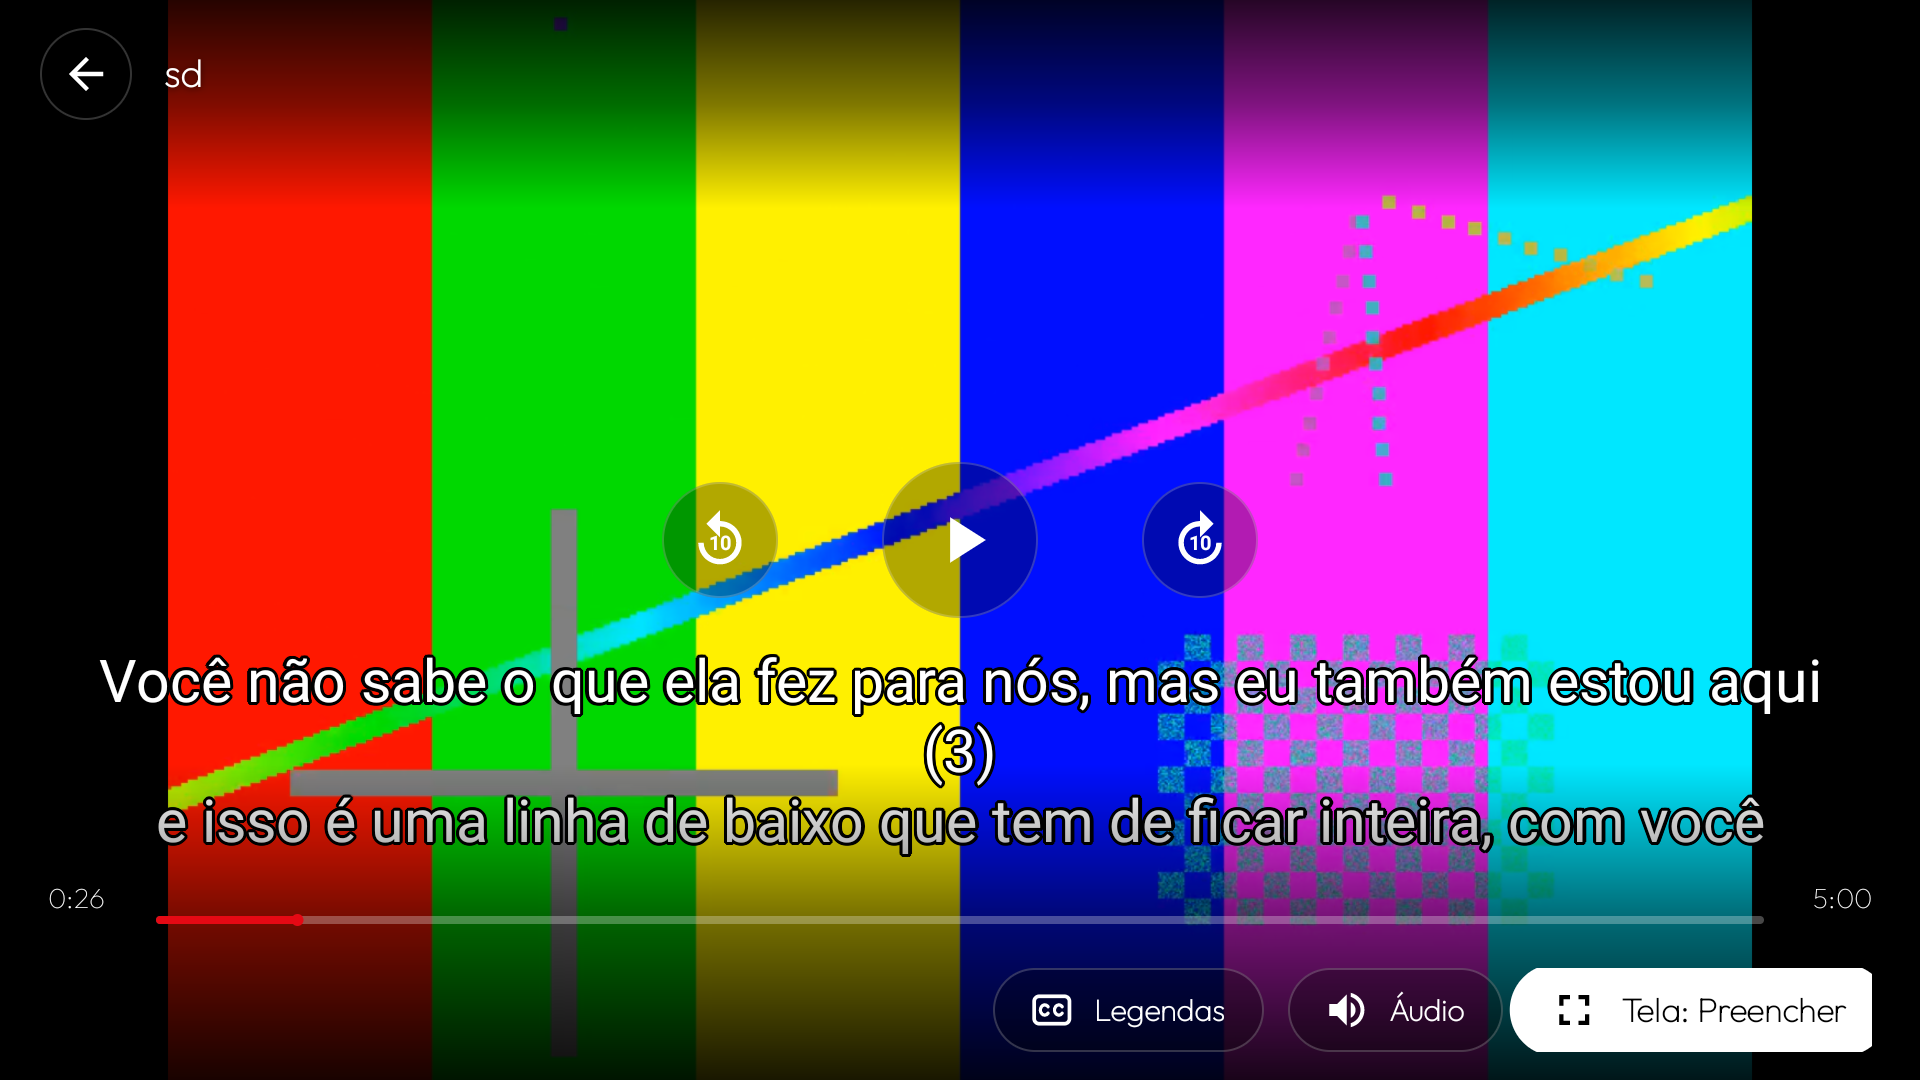 sd
10
10
Você não sabe o que ela fez para nós, mas eu também estou aqui
(3)
e isso é uma linha de baixo que tem de ficar inteira, com você
0:26
5:00
CC Legendas
Áudio
Tela: Preencher